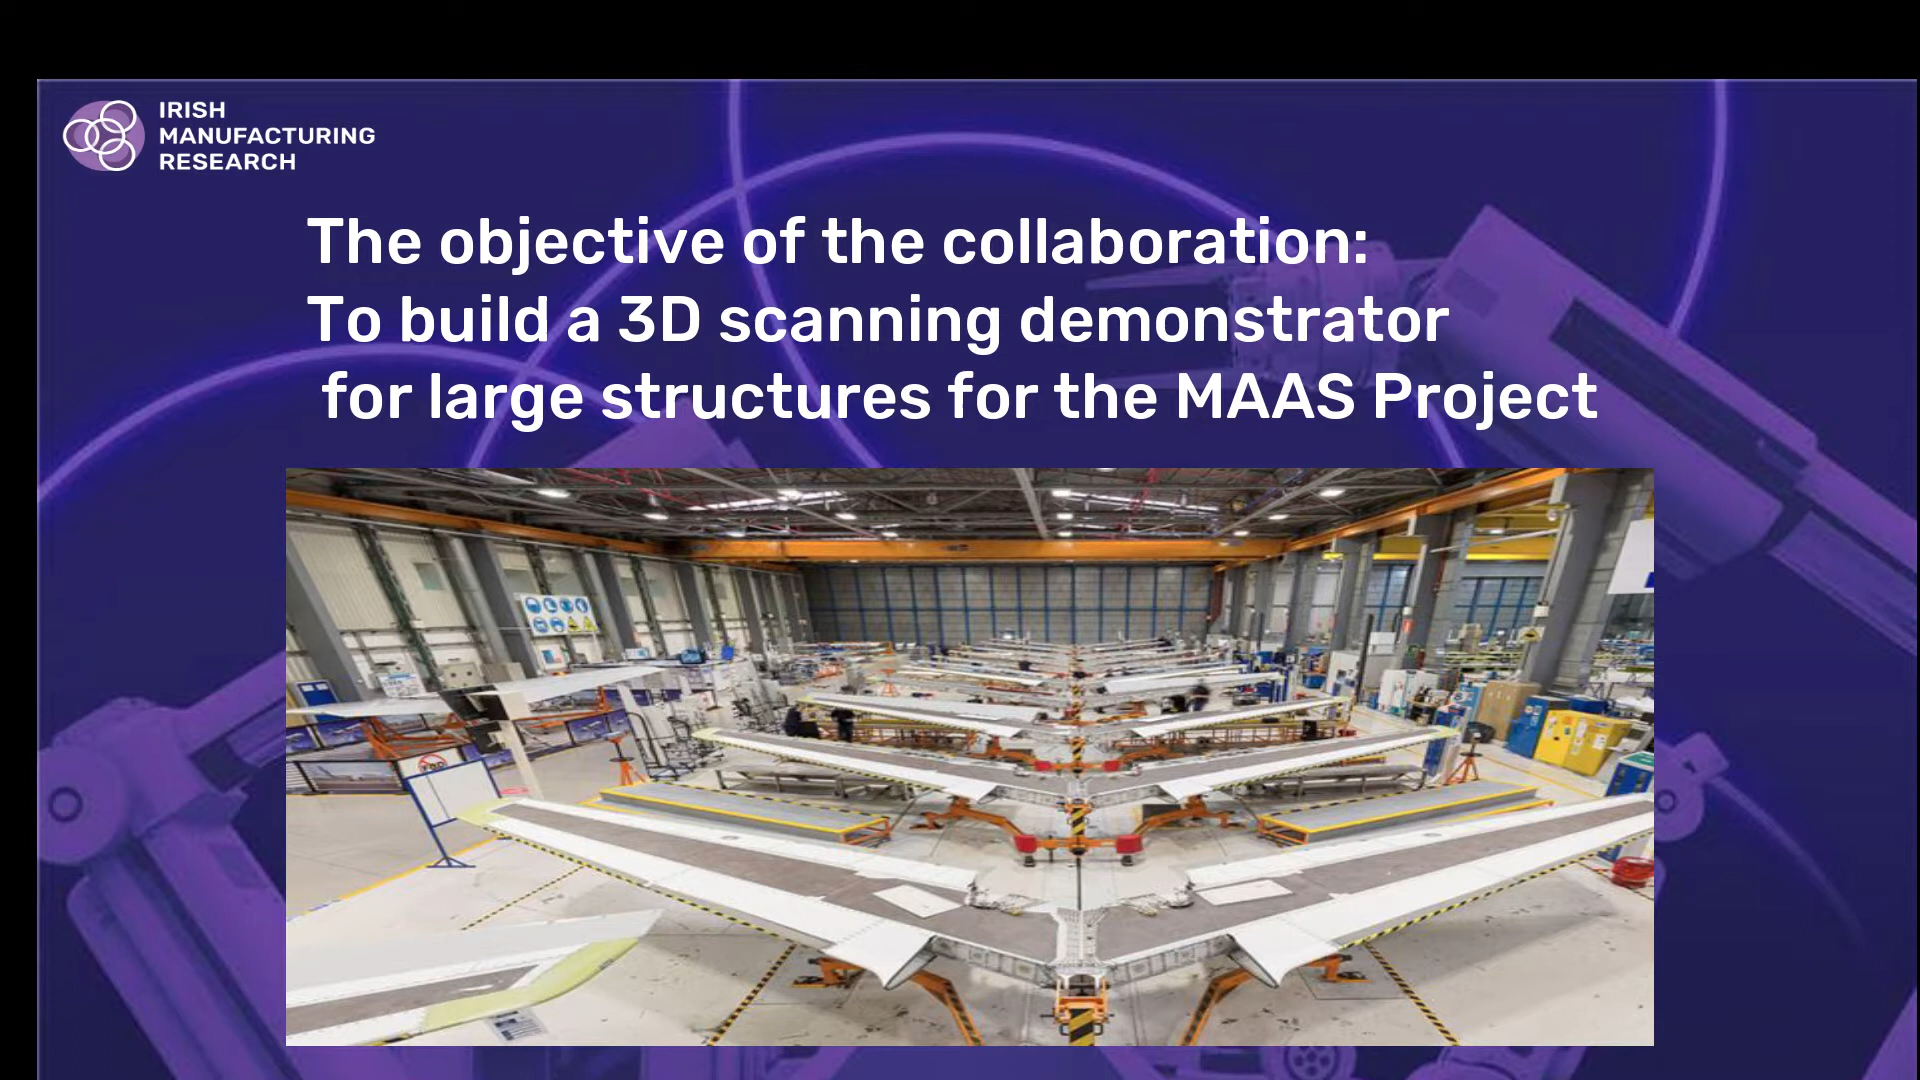 IRISH
MANUFACTURING
RESEARCH
The objective of the collaboration:
To build a 3D scanning demonstrator
for large structures for the MAAS Project